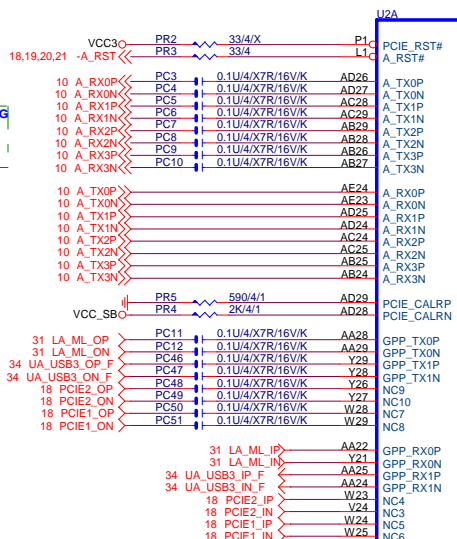 U2A
VCC3 PR2 33/4/X P1 PCIE_RST#
18,19,20,21 -A_RST PR3 33/4 L1 A_RST#
10 A_RX0P PC3 0.1U/4/X7R/16V/K AD26 A_TX0P
10 A_RX0N PC4 0.1U/4/X7R/16V/K AD27 A_TX0N
10 A_RX1P PC5 0.1U/4/X7R/16V/K AC28 A_TX1P
10 A_RX1N PC6 0.1U/4/X7R/16V/K AC29 A_TX1N
10 A_RX2P PC7 0.1U/4/X7R/16V/K AB29 A_TX2P
10 A_RX2N PC8 0.1U/4/X7R/16V/K AB28 A_TX2N
10 A_RX3P PC9 0.1U/4/X7R/16V/K AB26 A_TX3P
10 A_RX3N PC10 0.1U/4/X7R/16V/K AB27 A_TX3N
10 A_TX0P AE24 A_RX0P
10 A_TX0N AE23 A_RX0N
10 A_TX1P AD25 A_RX1P
10 A_TX1N AD24 A_RX1N
10 A_TX2P AC24 A_RX2P
10 A_TX2N AC25 A_RX2N
10 A_TX3P AB25 A_RX3P
10 A_TX3N AB24 A_RX3N
PR5 590/4/1 AD29 PCIE_CALRP
VCC_SB PR4 2K/4/1 AD28 PCIE_CALRN
31 LA_ML_OP PC11 0.1U/4/X7R/16V/K AA28 GPP_TX0P
31 LA_ML_ON PC12 0.1U/4/X7R/16V/K AA29 GPP_TX0N
34 UA_USB3_OP_F PC46 0.1U/4/X7R/16V/K Y29 GPP_TX1P
34 UA_USB3_ON_F PC47 0.1U/4/X7R/16V/K Y28 GPP_TX1N
18 PCIE2_OP PC48 0.1U/4/X7R/16V/K Y26 NC9
18 PCIE2_ON PC49 0.1U/4/X7R/16V/K Y27 NC10
18 PCIE1_OP PC50 0.1U/4/X7R/16V/K W28 NC7
18 PCIE1_ON PC51 0.1U/4/X7R/16V/K W29 NC8
31 LA_ML_IP AA22 GPP_RX0P
31 LA_ML_IN Y21 GPP_RX0N
34 UA_USB3_IP_F AA25 GPP_RX1P
34 UA_USB3_IN_F AA24 GPP_RX1N
18 PCIE2_IP W23 NC4
18 PCIE2_IN V24 NC3
18 PCIE1_IP W24 NC5
18 PCIE1_IN W25 NC6